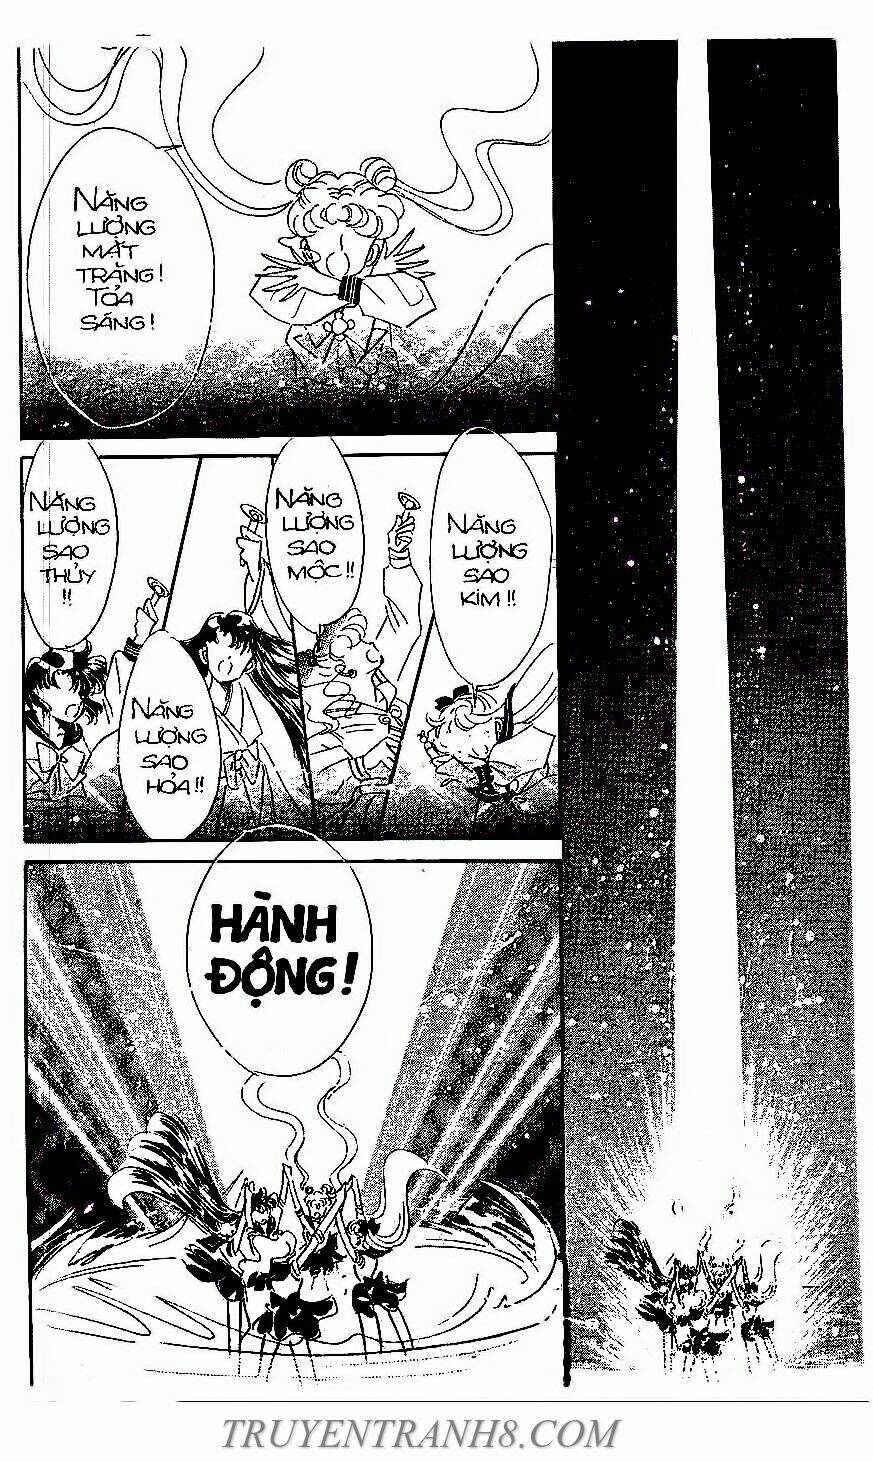 NĂNG
LƯỢNG
MẶT
TRĂNG!
TỎA
SÁNG!
NĂNG
LƯỢNG
SAO
THỦY
!!
NĂNG
LƯỢNG
SAO
HỎA!!
NĂNG
LƯỢNG
SAO
MỘC!!
NĂNG
LƯỢNG
SAO
KIM!!
HÀNH
ĐỘNG!
TRUYENTRANH8.COM